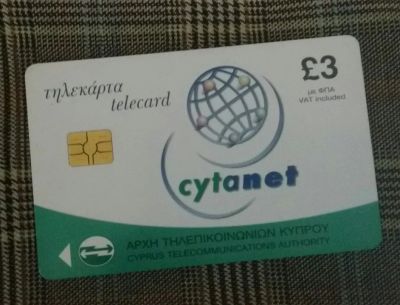 τηλεκάρτα
telecard
£3
με ΦΠΑ
VAT included
cytanet
ΑΡΧΗ ΤΗΛΕΠΙΚΟΙΝΩΝΙΩΝ ΚΥΠΡΟΥ
CYPRUS TELECOMMUNICATIONS AUTHORITY